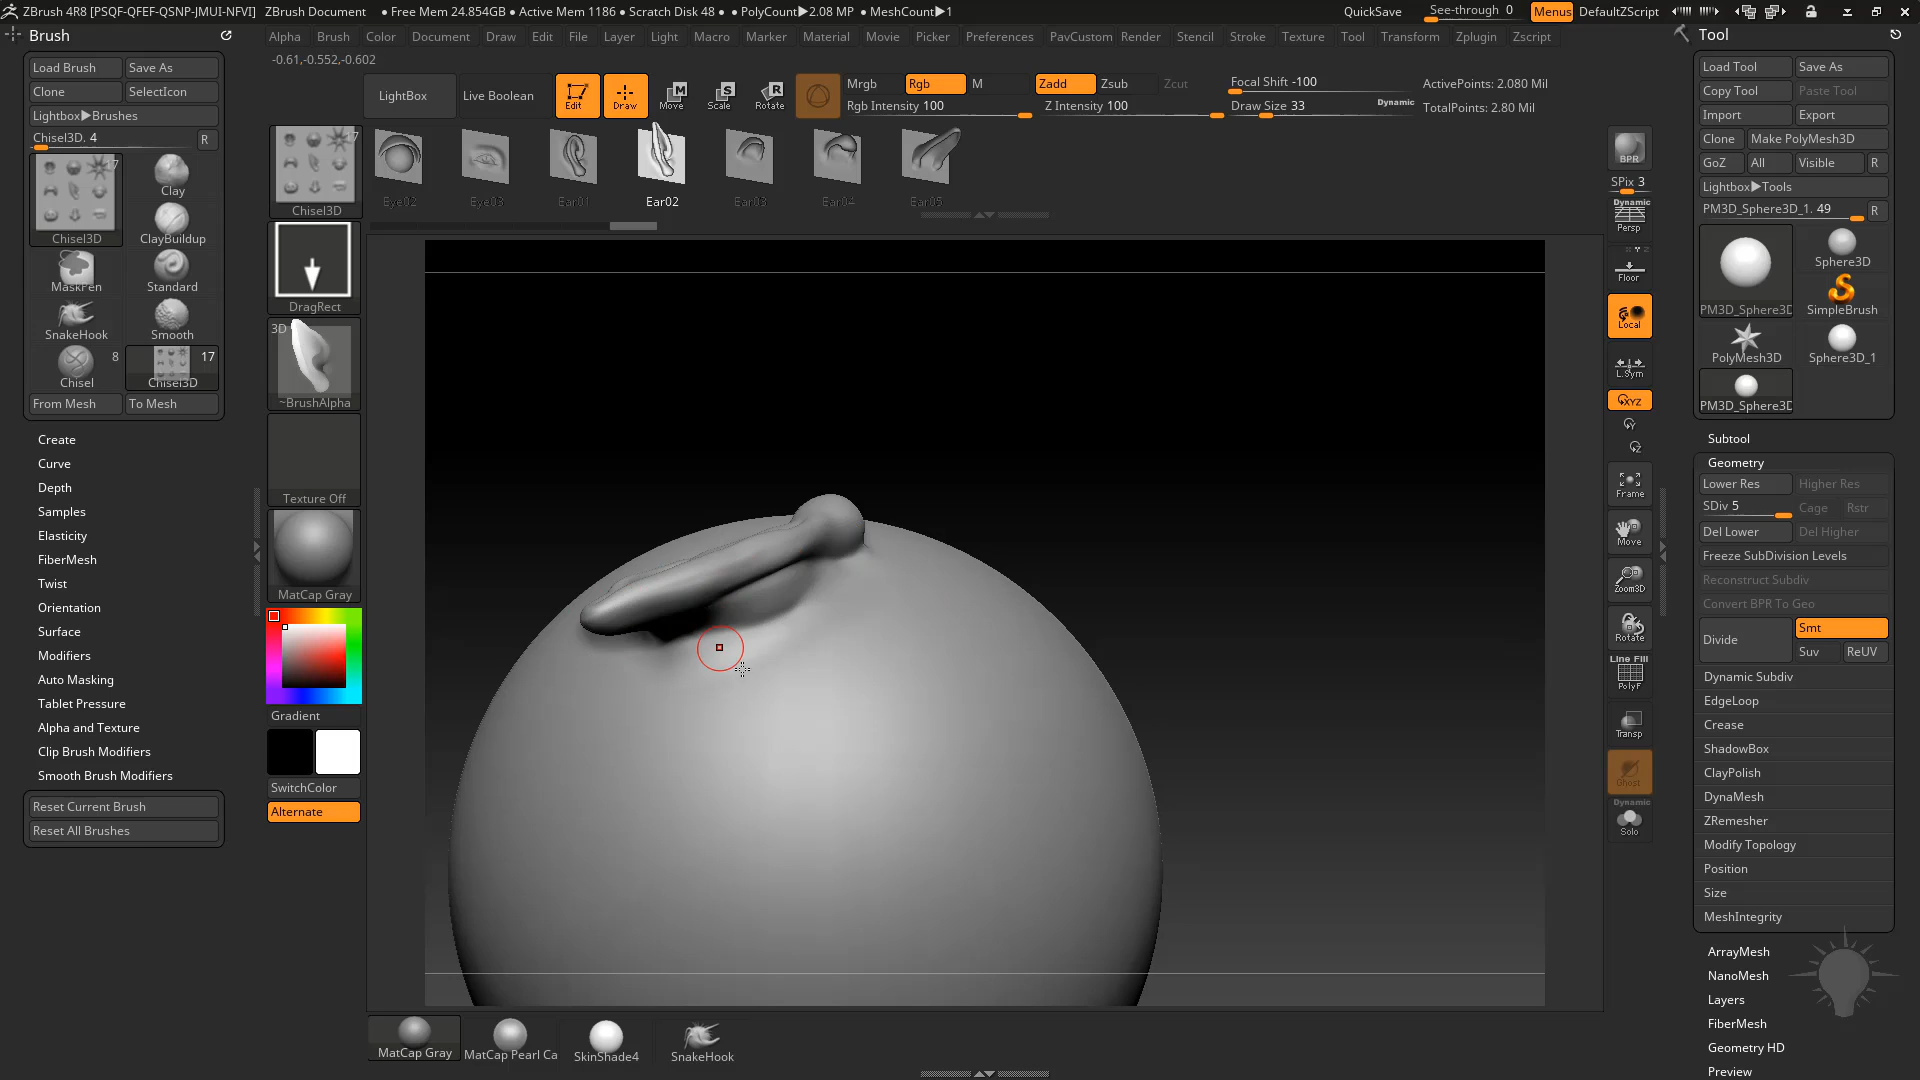 ZBrush 4R8 [PSQF-QFEF-QSNP-JMUI-NFVI] ZBrush Document • Free Mem 24.854GB • Active Mem 1186 • Scratch Disk 48 • • PolyCount▶2.08 MP • MeshCount▶1 QuickSave See-through 0 Menus DefaultZScript
Brush
Alpha Brush Color Document Draw Edit File Layer Light Macro Marker Material Movie Picker Preferences PavCustom Render Stencil Stroke Texture Tool Transform Zplugin Zscript
Tool
-0.61,-0.552,-0.602
Load Brush Save As
Clone SelectIcon
Lightbox▶Brushes
Chisel3D. 4 R
17
Chisel3D
Clay
ClayBuildup
MaskPen
Standard
SnakeHook
Smooth
8
Chisel
17
Chisel3D
From Mesh To Mesh
Create
Curve
Depth
Samples
Elasticity
FiberMesh
Twist
Orientation
Surface
Modifiers
Auto Masking
Tablet Pressure
Alpha and Texture
Clip Brush Modifiers
Smooth Brush Modifiers
Reset Current Brush
Reset All Brushes
LightBox
Live Boolean
Edit
Draw
M
Move
S
Scale
R
Rotate
Mrgb Rgb M
Rgb Intensity 100
Zadd Zsub Zcut
Z Intensity 100
Focal Shift -100
Draw Size 33 Dynamic
ActivePoints: 2.080 Mil
TotalPoints: 2.80 Mil
7
Chisel3D
Eye02
Eye03
Ear01
Ear02
Ear03
Ear04
Ear05
DragRect
3D
~BrushAlpha
Texture Off
MatCap Gray
Gradient
SwitchColor
Alternate
MatCap Gray
MatCap Pearl Ca
SkinShade4
SnakeHook
BPR
SPix 3
Dynamic
Persp
Floor
Local
L.Sym
XYZ
Y
Z
Frame
Move
Zoom3D
Rotate
Line Fill
PolyF
Transp
Ghost
Dynamic
Solo
Load Tool Save As
Copy Tool Paste Tool
Import Export
Clone Make PolyMesh3D
GoZ All Visible R
Lightbox▶Tools
PM3D_Sphere3D_1. 49 R
PM3D_Sphere3D
Sphere3D
SimpleBrush
PolyMesh3D
Sphere3D_1
PM3D_Sphere3D
Subtool
Geometry
Lower Res Higher Res
SDiv 5 Cage Rstr
Del Lower Del Higher
Freeze SubDivision Levels
Reconstruct Subdiv
Convert BPR To Geo
Divide
Smt
Suv ReUV
Dynamic Subdiv
EdgeLoop
Crease
ShadowBox
ClayPolish
DynaMesh
ZRemesher
Modify Topology
Position
Size
MeshIntegrity
ArrayMesh
NanoMesh
Layers
FiberMesh
Geometry HD
Preview